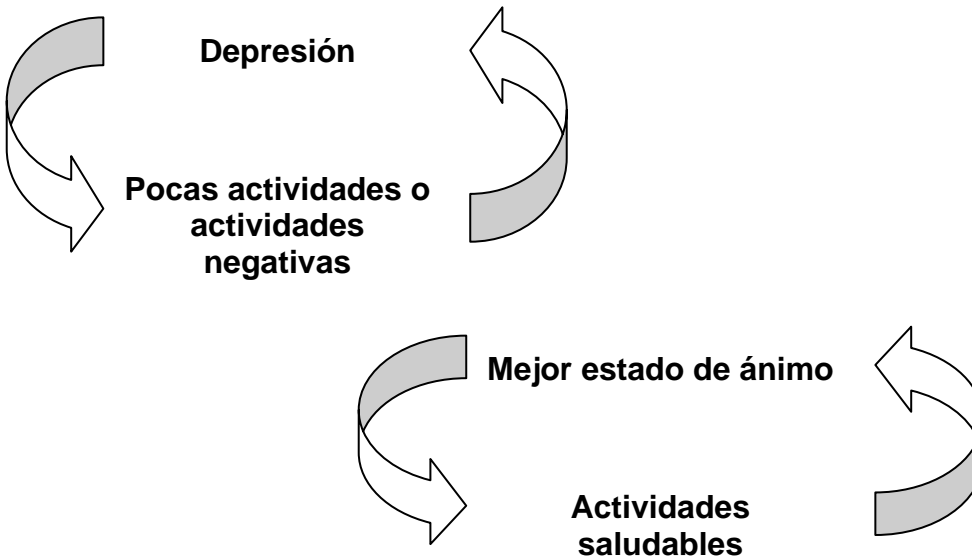 Depresión
Pocas actividades o
actividades
negativas
Mejor estado de ánimo
Actividades
saludables